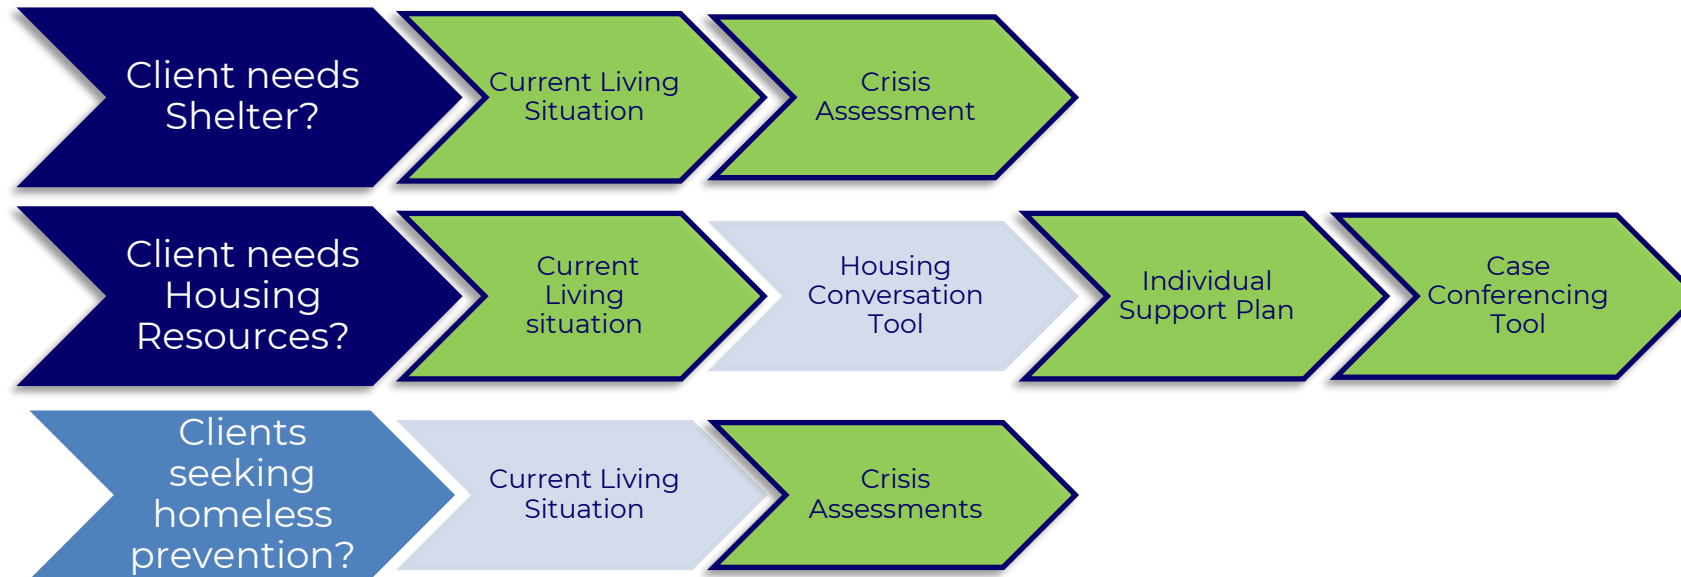 Client needs
Shelter?
Current Living
Situation
Crisis
Assessment
Client needs
Housing
Resources?
Current
Living
situation
Housing
Conversation
Tool
Individual
Support Plan
Case
Conferencing
Tool
Clients
seeking
homeless
prevention?
Current Living
Situation
Crisis
Assessments